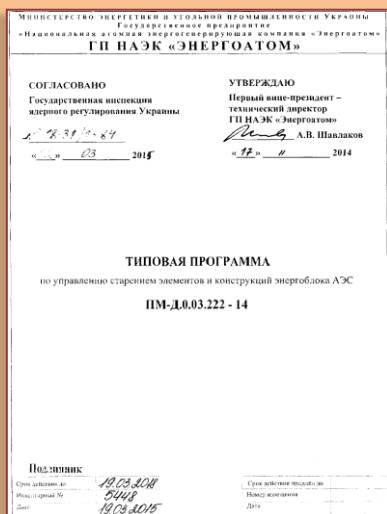 Министерство энергетики и угольной промышленности Украины
Государственное предприятие
«Национальная атомная энергогенерирующая компания «Энергоатом»
ГП НАЭК «ЭНЕРГОАТОМ»
СОГЛАСОВАНО
Государственная инспекция
ядерного регулирования Украины
03 2015
УТВЕРЖДАЮ
Первый вице-президент –
технический директор
ГП НАЭК «Энергоатом»
А.В. Шавлаков
« 17 » 11 2014
ТИПОВАЯ ПРОГРАММА
по управлению старением элементов и конструкций энергоблока АЭС
ПМ-Д.0.03.222 - 14
Подлинник
Срок действия до 19.03.2018
Инвентарный № 5448
Дата 19.03.2015
Срок действия продлён до
Номер изменения
Дата